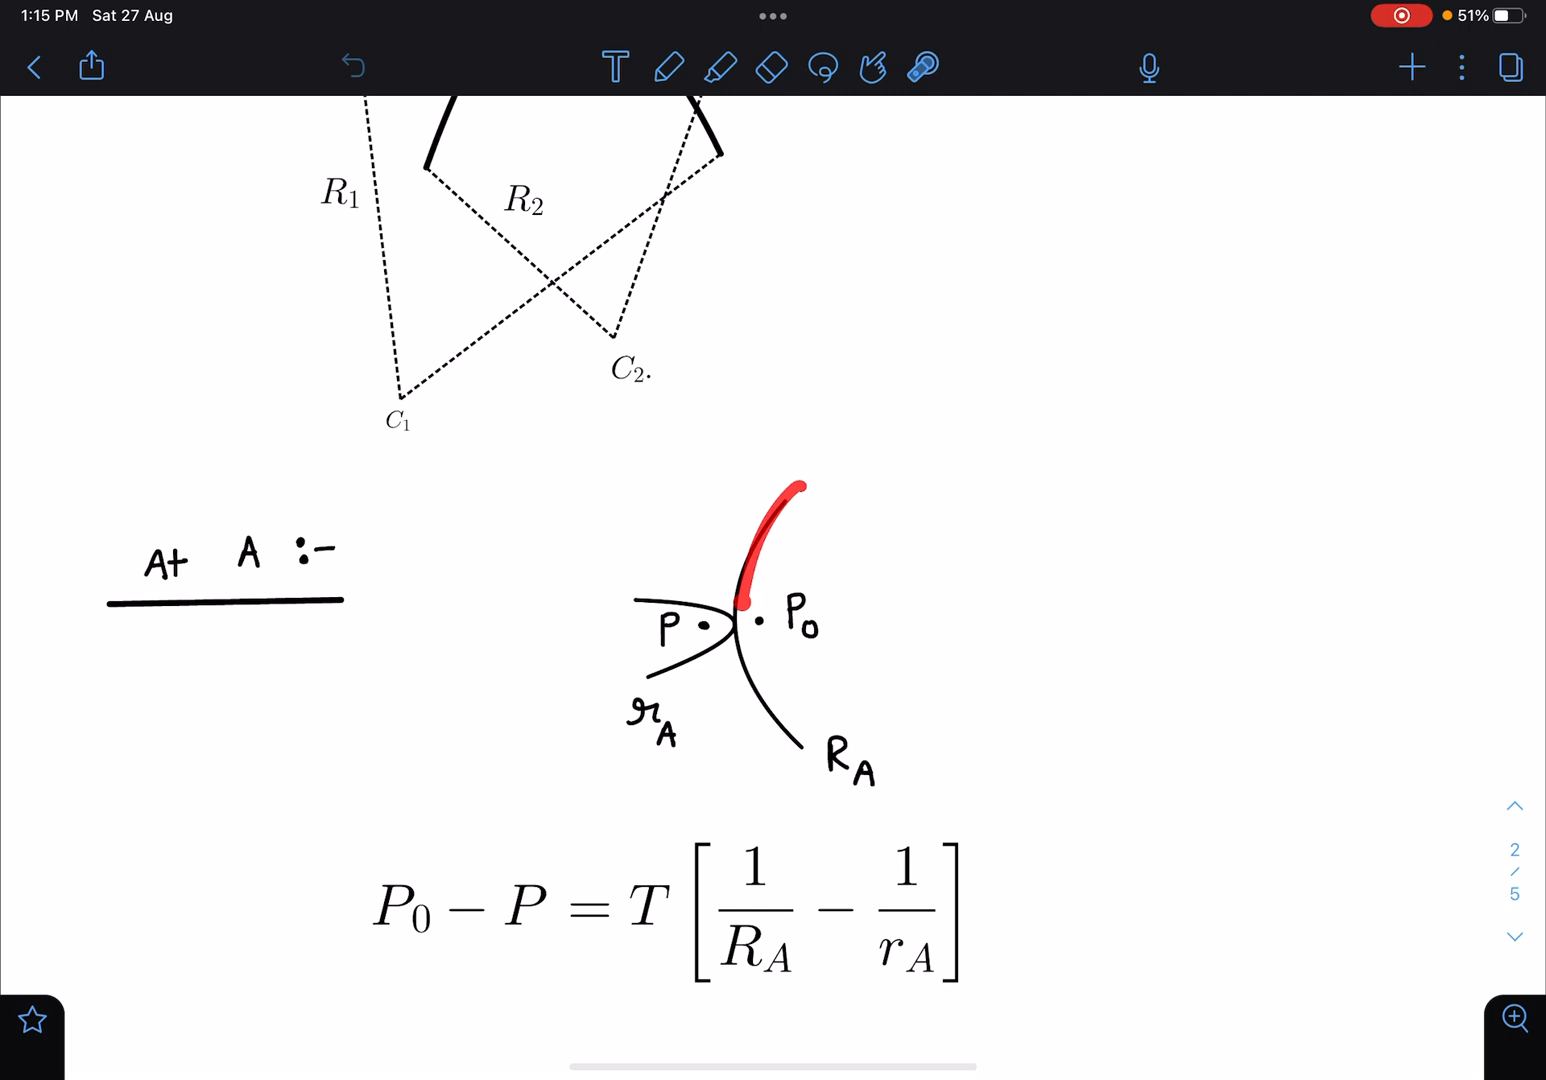 1:15 PM Sat 27 Aug
51%
R₁
R₂
C₂.
C₁
At A :-
P
P₀
r_A
R_A
P₀ − P = T [ 1/R_A − 1/r_A ]
2
/
5